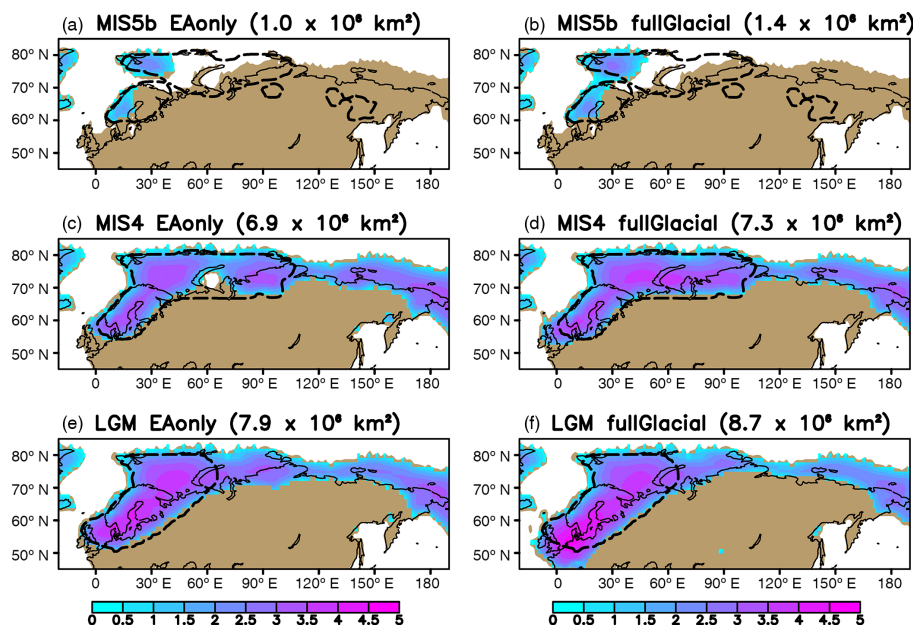 (a) MIS5b EAonly (1.0 x 10⁶ km²)
(b) MIS5b fullGlacial (1.4 x 10⁶ km²)
80° N
70° N
60° N
50° N
0 30° E 60° E 90° E 120° E 150° E 180
80° N
70° N
60° N
50° N
0 30° E 60° E 90° E 120° E 150° E 180
(c) MIS4 EAonly (6.9 x 10⁶ km²)
(d) MIS4 fullGlacial (7.3 x 10⁶ km²)
80° N
70° N
60° N
50° N
0 30° E 60° E 90° E 120° E 150° E 180
80° N
70° N
60° N
50° N
0 30° E 60° E 90° E 120° E 150° E 180
(e) LGM EAonly (7.9 x 10⁶ km²)
(f) LGM fullGlacial (8.7 x 10⁶ km²)
80° N
70° N
60° N
50° N
0 30° E 60° E 90° E 120° E 150° E 180
80° N
70° N
60° N
50° N
0 30° E 60° E 90° E 120° E 150° E 180
0 0.5 1 1.5 2 2.5 3 3.5 4 4.5 5
0 0.5 1 1.5 2 2.5 3 3.5 4 4.5 5